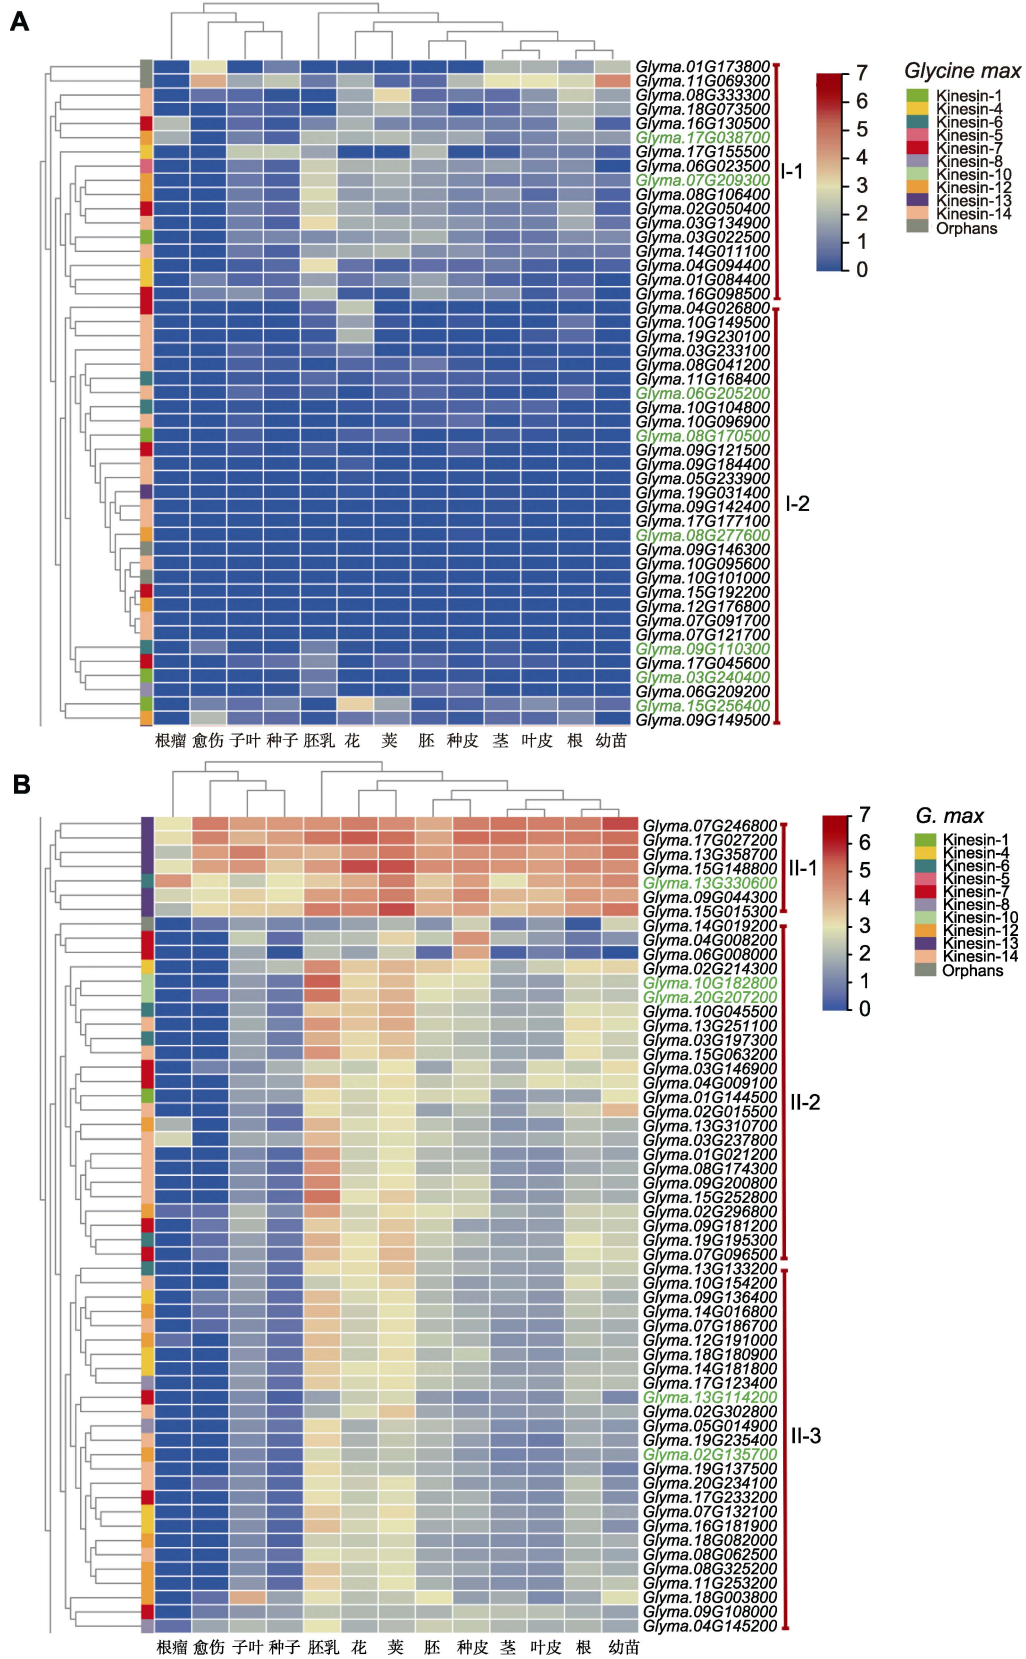 A
Glyma.01G173800
Glyma.11G069300
Glyma.08G333300
Glyma.18G073500
Glyma.16G130500
Glyma.17G038700
Glyma.17G155500
Glyma.06G023500
Glyma.07G209300
Glyma.08G106400
Glyma.02G050400
Glyma.03G134900
Glyma.03G022500
Glyma.14G011100
Glyma.04G094400
Glyma.01G084400
Glyma.16G098500
Glyma.04G026800
Glyma.10G149500
Glyma.19G230100
Glyma.03G233100
Glyma.08G041200
Glyma.11G168400
Glyma.06G205200
Glyma.10G104800
Glyma.10G096900
Glyma.08G170500
Glyma.09G121500
Glyma.09G184400
Glyma.05G233900
Glyma.19G031400
Glyma.09G142400
Glyma.17G177100
Glyma.08G277600
Glyma.09G146300
Glyma.10G095600
Glyma.10G101000
Glyma.15G192200
Glyma.12G176800
Glyma.07G091700
Glyma.07G121700
Glyma.09G110300
Glyma.17G045600
Glyma.03G240400
Glyma.06G209200
Glyma.15G256400
Glyma.09G149500
I-1
I-2
7
6
5
4
3
2
1
0
Glycine max
Kinesin-1
Kinesin-4
Kinesin-6
Kinesin-5
Kinesin-7
Kinesin-8
Kinesin-10
Kinesin-12
Kinesin-13
Kinesin-14
Orphans
根瘤 愈伤 子叶 种子 胚乳 花 荚 胚 种皮 茎 叶皮 根 幼苗
B
Glyma.07G246800
Glyma.17G027200
Glyma.13G358700
Glyma.15G148800
Glyma.13G330600
Glyma.09G044300
Glyma.15G015300
Glyma.14G019200
Glyma.04G008200
Glyma.06G008000
Glyma.02G214300
Glyma.10G182800
Glyma.20G207200
Glyma.10G045500
Glyma.13G251100
Glyma.03G197300
Glyma.15G063200
Glyma.03G146900
Glyma.04G009100
Glyma.01G144500
Glyma.02G015500
Glyma.13G310700
Glyma.03G237800
Glyma.01G021200
Glyma.08G174300
Glyma.09G200800
Glyma.15G252800
Glyma.02G296800
Glyma.09G181200
Glyma.19G195300
Glyma.07G096500
Glyma.13G133200
Glyma.10G154200
Glyma.09G136400
Glyma.14G016800
Glyma.07G186700
Glyma.12G191000
Glyma.18G180900
Glyma.14G181800
Glyma.17G123400
Glyma.13G114200
Glyma.02G302800
Glyma.05G014900
Glyma.19G235400
Glyma.02G135700
Glyma.19G137500
Glyma.20G234100
Glyma.17G233200
Glyma.07G132100
Glyma.16G181900
Glyma.18G082000
Glyma.08G062500
Glyma.08G325200
Glyma.11G253200
Glyma.18G003800
Glyma.09G108000
Glyma.04G145200
II-1
II-2
II-3
7
6
5
4
3
2
1
0
G. max
Kinesin-1
Kinesin-4
Kinesin-6
Kinesin-5
Kinesin-7
Kinesin-8
Kinesin-10
Kinesin-12
Kinesin-13
Kinesin-14
Orphans
根瘤 愈伤 子叶 种子 胚乳 花 荚 胚 种皮 茎 叶皮 根 幼苗